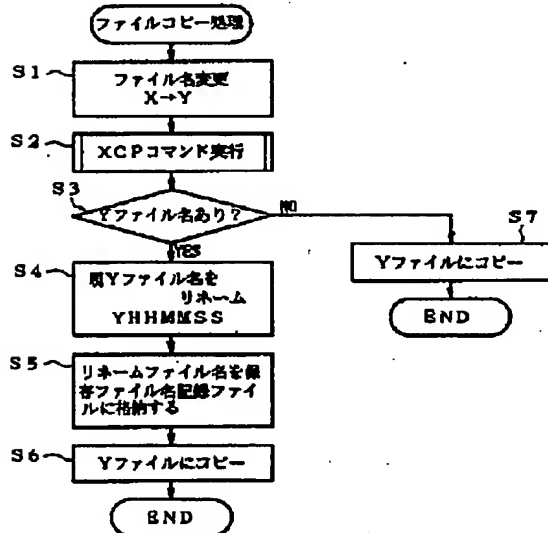 ファイルコピー処理
S1
ファイル名変更
X→Y
S2
XCPコマンド実行
S3
Yファイル名あり?
NO
YES
S7
Yファイルにコピー
END
S4
現Yファイル名を
リネーム
YHHMMSS
S5
リネームファイル名を保
存ファイル名記録ファイ
ルに格納する
S6
Yファイルにコピー
END